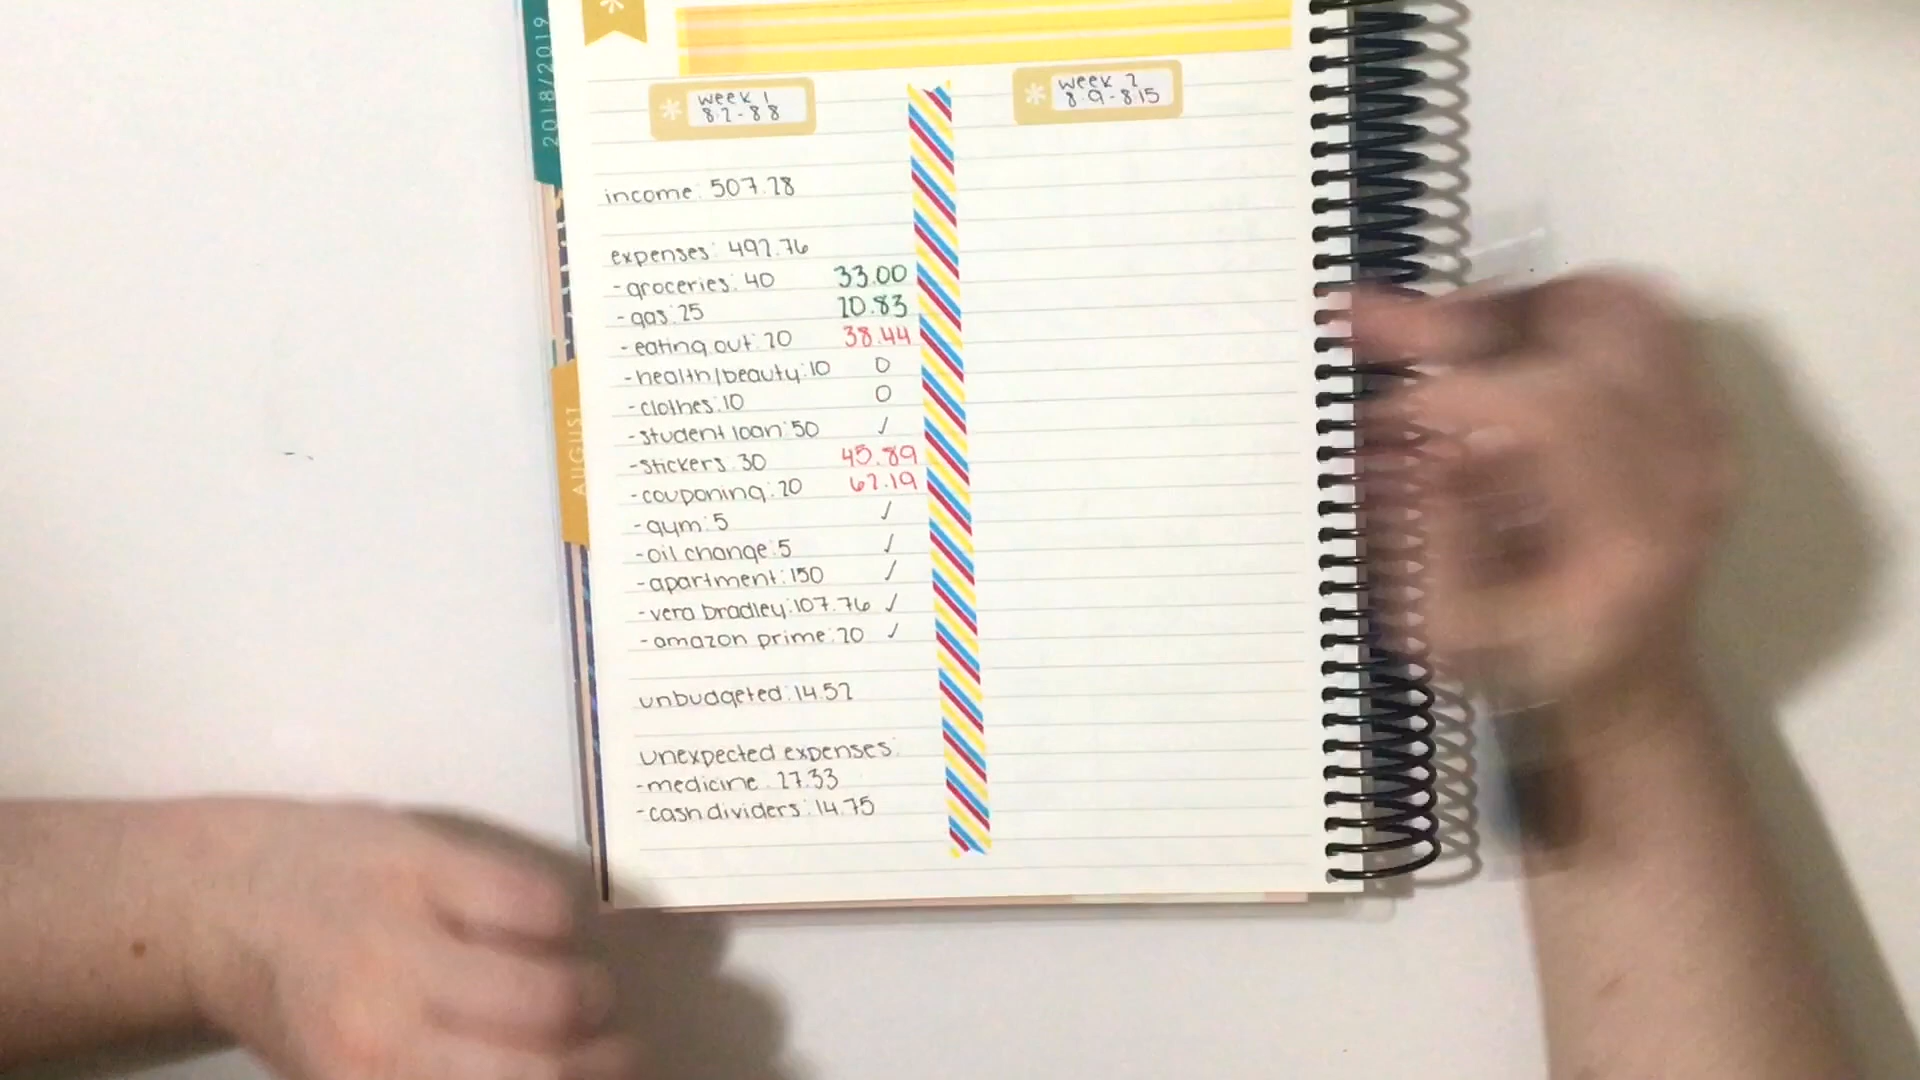 2018/2019
AUGUST
week 1
8.2-8.8
week 2
8.9-8.15
income: 507.28
expenses: 492.76
-groceries: 40 33.00
-gas: 25 20.83
-eating out: 20 38.44
-health/beauty: 10 0
-clothes: 10 0
-student loan: 50 ✓
-stickers: 30 45.89
-couponing: 20 62.19
-gym: 5 ✓
-oil change: 5 ✓
-apartment: 150 ✓
-vera bradley: 107.76 ✓
-amazon prime: 20 ✓
unbudgeted: 14.52
unexpected expenses:
-medicine: 27.33
-cash dividers: 14.75